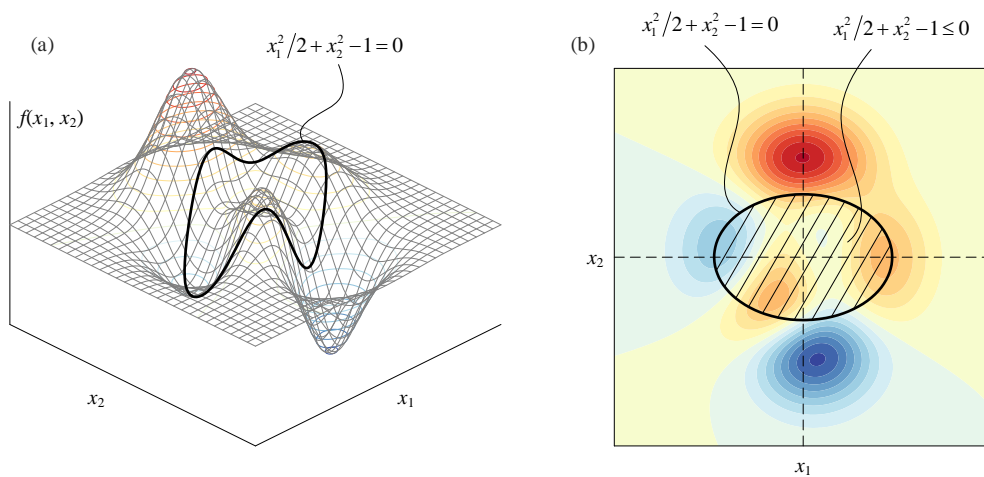 (a)
x₁²/2 + x₂² − 1 = 0
f(x₁, x₂)
x₂
x₁
(b)
x₁²/2 + x₂² − 1 = 0
x₁²/2 + x₂² − 1 ≤ 0
x₂
x₁